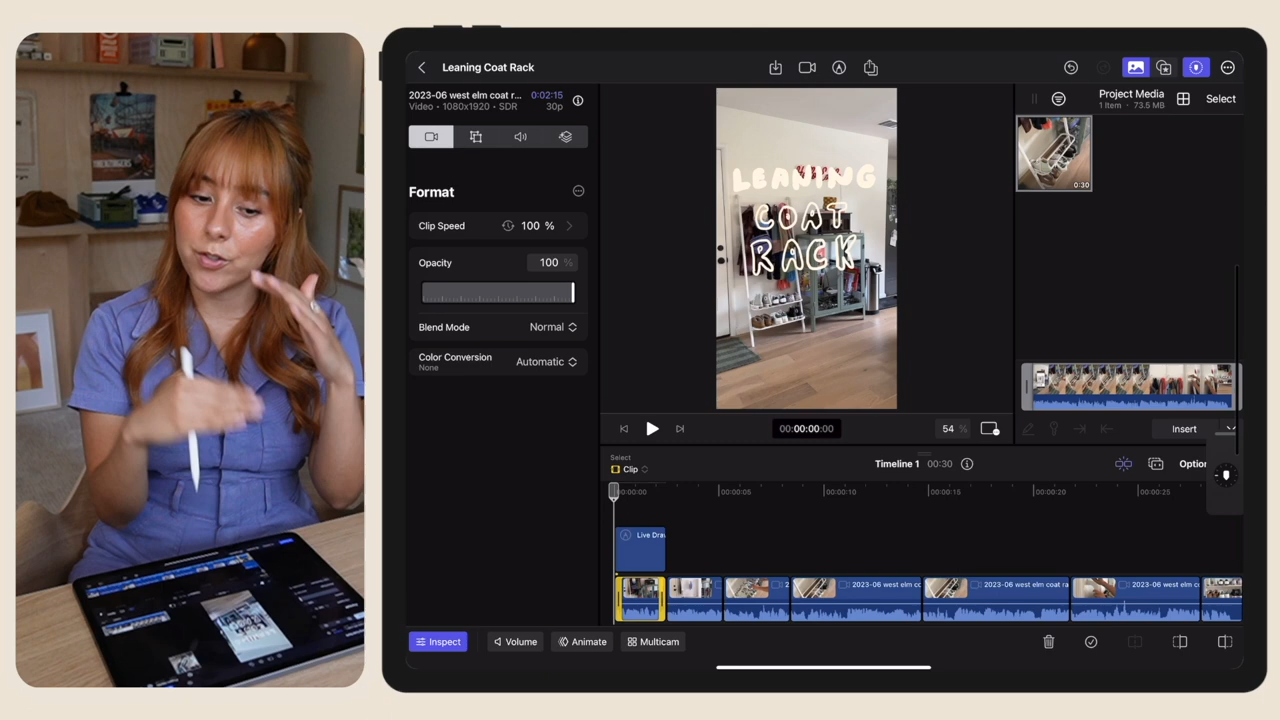 Leaning Coat Rack
2023-06 west elm coat r... 0:02:15
Video • 1080x1920 • SDR 30p
Format
Clip Speed 100 %
Opacity 100 %
Blend Mode Normal
Color Conversion Automatic
None
LEANING
COAT
RACK
Project Media
1 Item • 73.5 MB
Select
0:30
00:00:00:00
54 %
Insert
Select
Clip
Timeline 1 00:30
Option
00:00:00 00:00:05 00:00:10 00:00:15 00:00:20 00:00:25
Live Draw
2 2023-06 west elm co 2023-06 west elm coat ra 2023-06 west elm c
Inspect Volume Animate Multicam